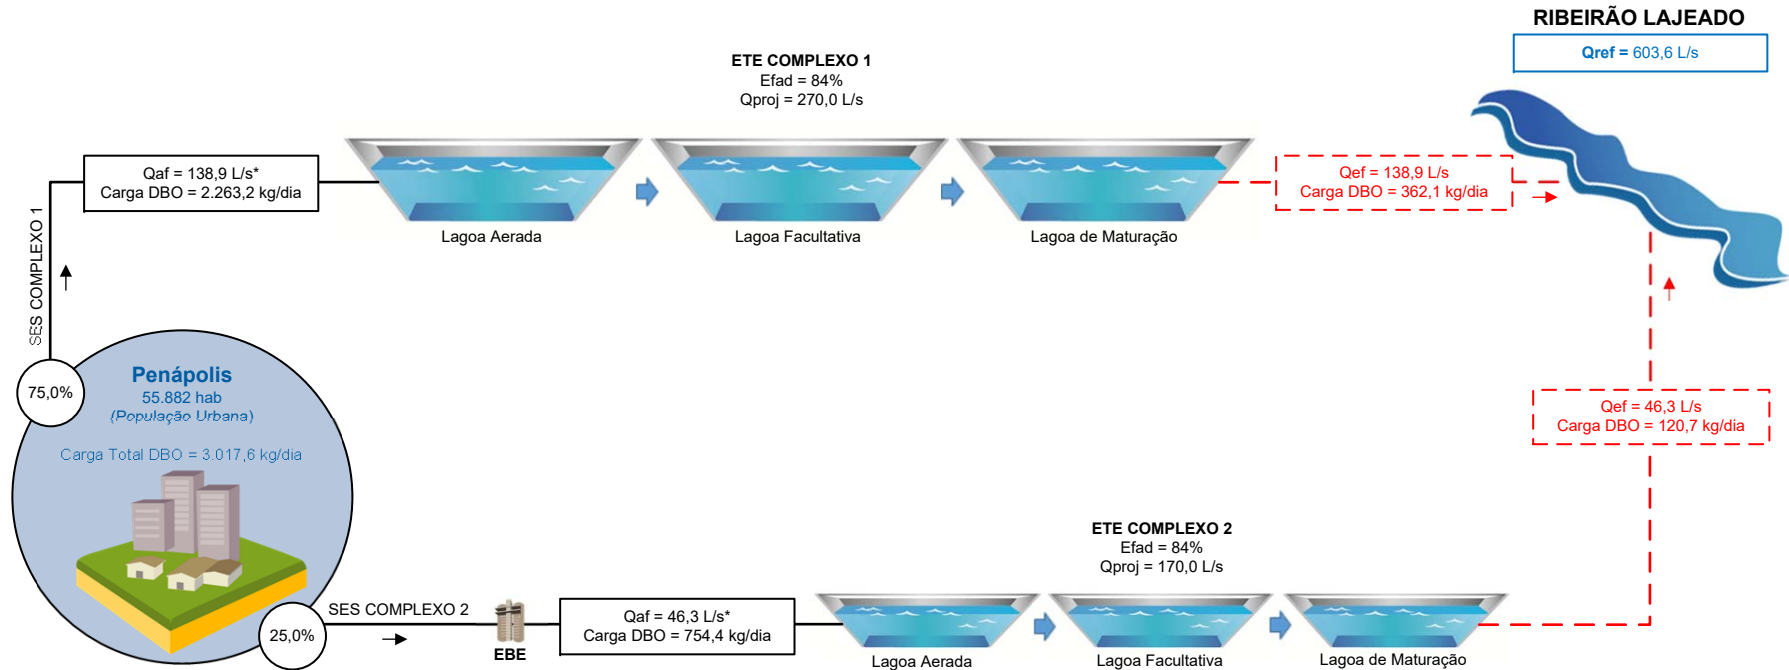 RIBEIRÃO LAJEADO
Qref = 603,6 L/s
ETE COMPLEXO 1
Efad = 84%
Qproj = 270,0 L/s
Qaf = 138,9 L/s*
Carga DBO = 2.263,2 kg/dia
Qef = 138,9 L/s
Carga DBO = 362,1 kg/dia
Lagoa Aerada
Lagoa Facultativa
Lagoa de Maturação
SES COMPLEXO 1
75,0%
Penápolis
55.882 hab
(População Urbana)
Carga Total DBO = 3.017,6 kg/dia
Qef = 46,3 L/s
Carga DBO = 120,7 kg/dia
ETE COMPLEXO 2
Efad = 84%
Qproj = 170,0 L/s
25,0%
SES COMPLEXO 2
EBE
Qaf = 46,3 L/s*
Carga DBO = 754,4 kg/dia
Lagoa Aerada
Lagoa Facultativa
Lagoa de Maturação